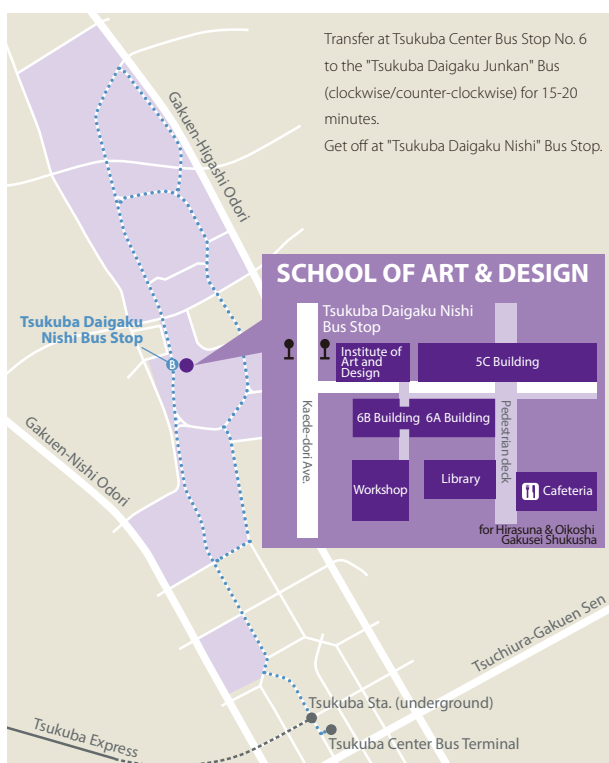 Transfer at Tsukuba Center Bus Stop No. 6
to the "Tsukuba Daigaku Junkan" Bus
(clockwise/counter-clockwise) for 15-20
minutes.
Get off at "Tsukuba Daigaku Nishi" Bus Stop.
Gakuen-Higashi Odori
SCHOOL OF ART & DESIGN
Tsukuba Daigaku Nishi
Bus Stop
Institute of
Art and
Design
5C Building
Kaede-dori Ave.
6B Building
6A Building
Pedestrian deck
Workshop
Library
Cafeteria
for Hirasuna & Oikoshi
Gakusei Shukusha
Tsukuba Daigaku
Nishi Bus Stop
B
Gakuen-Nishi Odori
Tsuchiura-Gakuen Sen
Tsukuba Sta. (underground)
Tsukuba Express
Tsukuba Center Bus Terminal